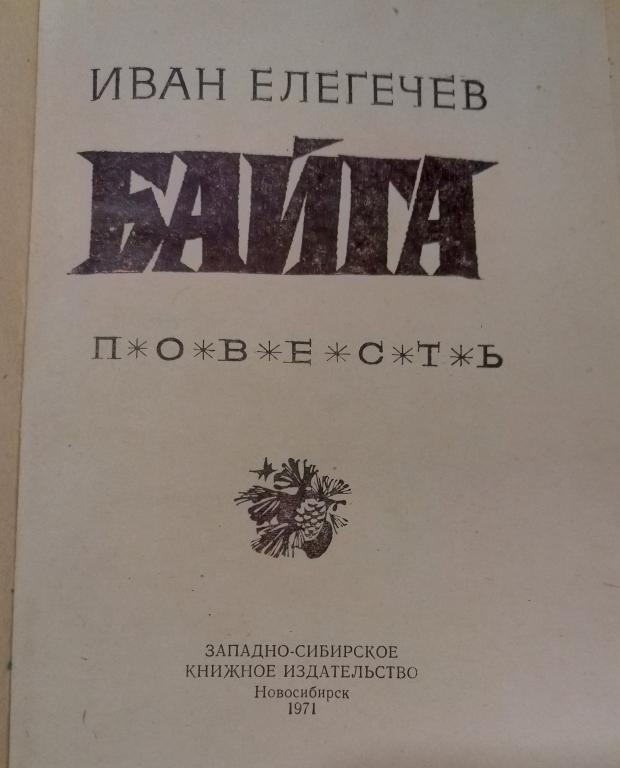 ИВАН ЕЛЕГЕЧЕВ
БАЙГА
П*О*В*Е*С*Т*Ь
ЗАПАДНО-СИБИРСКОЕ
КНИЖНОЕ ИЗДАТЕЛЬСТВО
Новосибирск
1971